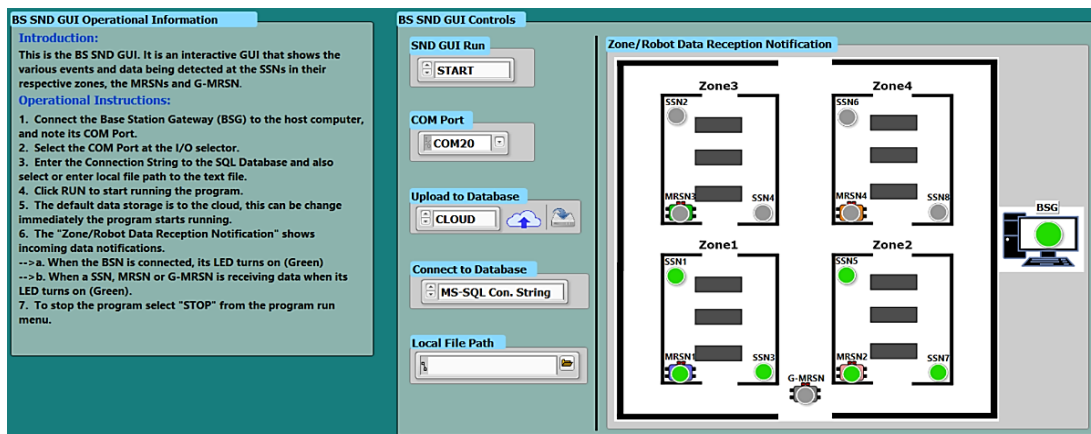 BS SND GUI Operational Information
Introduction:
This is the BS SND GUI. It is an interactive GUI that shows the
various events and data being detected at the SSNs in their
respective zones, the MRSNs and G-MRSN.
Operational Instructions:
1. Connect the Base Station Gateway (BSG) to the host computer,
and note its COM Port.
2. Select the COM Port at the I/O selector.
3. Enter the Connection String to the SQL Database and also
select or enter local file path to the text file.
4. Click RUN to start running the program.
5. The default data storage is to the cloud, this can be change
immediately the program starts running.
6. The "Zone/Robot Data Reception Notification" shows
incoming data notifications.
-->a. When the BSN is connected, its LED turns on (Green)
-->b. When a SSN, MRSN or G-MRSN is receiving data when its
LED turns on (Green).
7. To stop the program select "STOP" from the program run
menu.
BS SND GUI Controls
SND GUI Run
START
COM Port
COM20
Upload to Database
CLOUD
Connect to Database
MS-SQL Con. String
Local File Path
Zone/Robot Data Reception Notification
Zone3
SSN2
MRSN3
SSN4
Zone4
SSN6
MRSN4
SSN8
Zone1
SSN1
MRSN1
SSN3
Zone2
SSN5
MRSN2
SSN7
G-MRSN
BSG